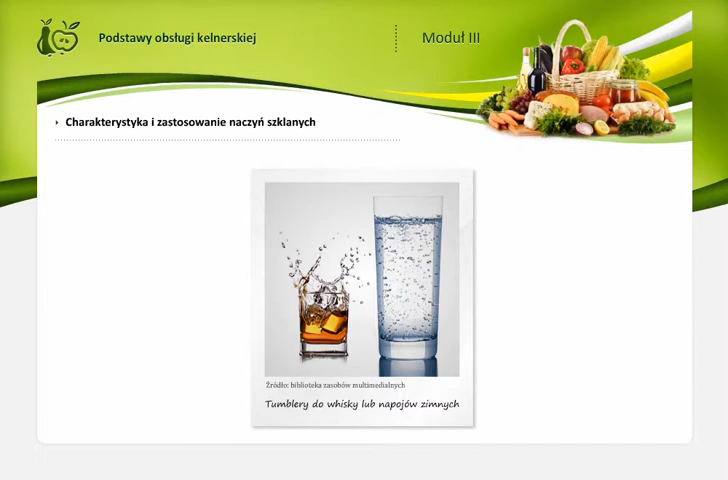 Podstawy obsługi kelnerskiej
Moduł III
Charakterystyka i zastosowanie naczyń szklanych
Źródło: biblioteka zasobów multimedialnych
Tumblery do whisky lub napojów zimnych